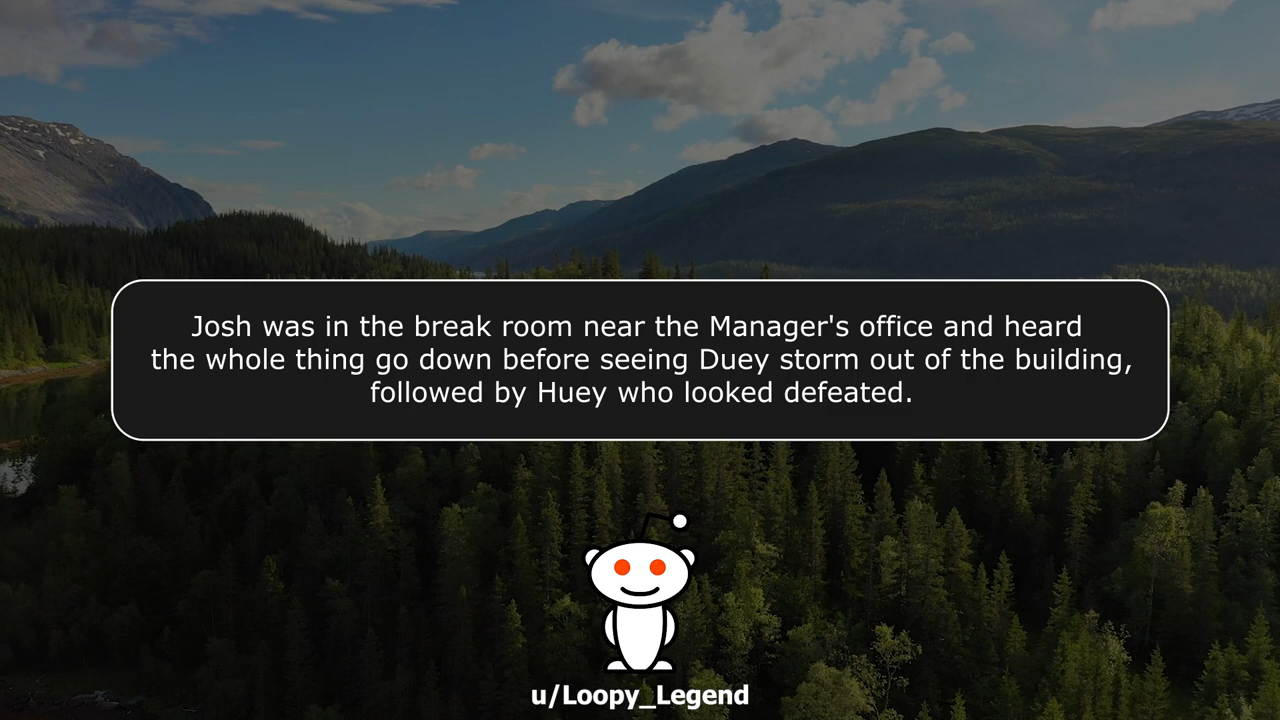 Josh was in the break room near the Manager's office and heard
the whole thing go down before seeing Duey storm out of the building,
followed by Huey who looked defeated.
u/Loopy_Legend